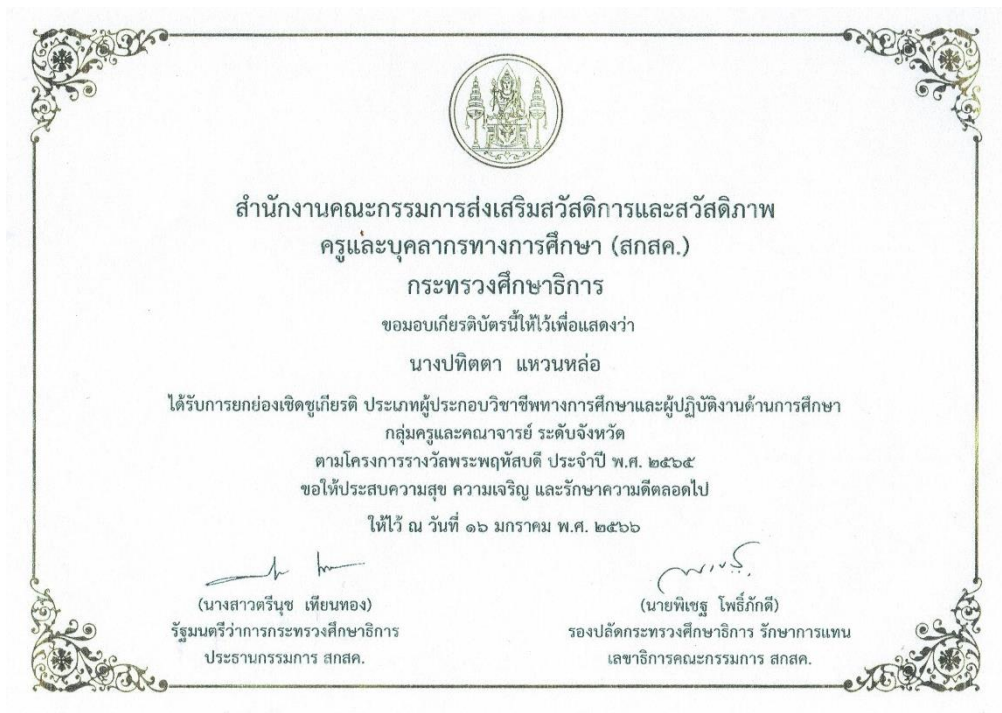 สำนักงานคณะกรรมการส่งเสริมสวัสดิการและสวัสดิภาพ
ครูและบุคลากรทางการศึกษา (สกสค.)
กระทรวงศึกษาธิการ
ขอมอบเกียรติบัตรนี้ให้ไว้เพื่อแสดงว่า
นางปทิตตา แหวนหล่อ
ได้รับการยกย่องเชิดชูเกียรติ ประเภทผู้ประกอบวิชาชีพทางการศึกษาและผู้ปฏิบัติงานด้านการศึกษา
กลุ่มครูและคณาจารย์ ระดับจังหวัด
ตามโครงการรางวัลพระพฤหัสบดี ประจำปี พ.ศ. ๒๕๖๕
ขอให้ประสบความสุข ความเจริญ และรักษาความดีตลอดไป
ให้ไว้ ณ วันที่ ๑๖ มกราคม พ.ศ. ๒๕๖๖
(นางสาวตรีนุช เทียนทอง)
รัฐมนตรีว่าการกระทรวงศึกษาธิการ
ประธานกรรมการ สกสค.
(นายพิเชฐ โพธิ์ภักดี)
รองปลัดกระทรวงศึกษาธิการ รักษาการแทน
เลขาธิการคณะกรรมการ สกสค.